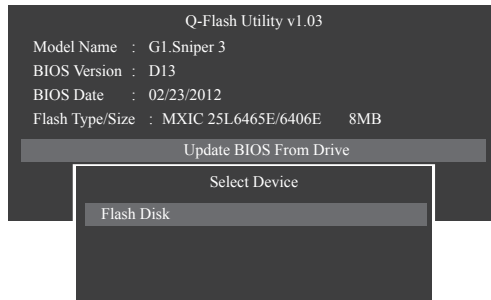 Q-Flash Utility v1.03
Model Name : G1.Sniper 3
BIOS Version : D13
BIOS Date : 02/23/2012
Flash Type/Size : MXIC 25L6465E/6406E 8MB
Update BIOS From Drive
Select Device
Flash Disk